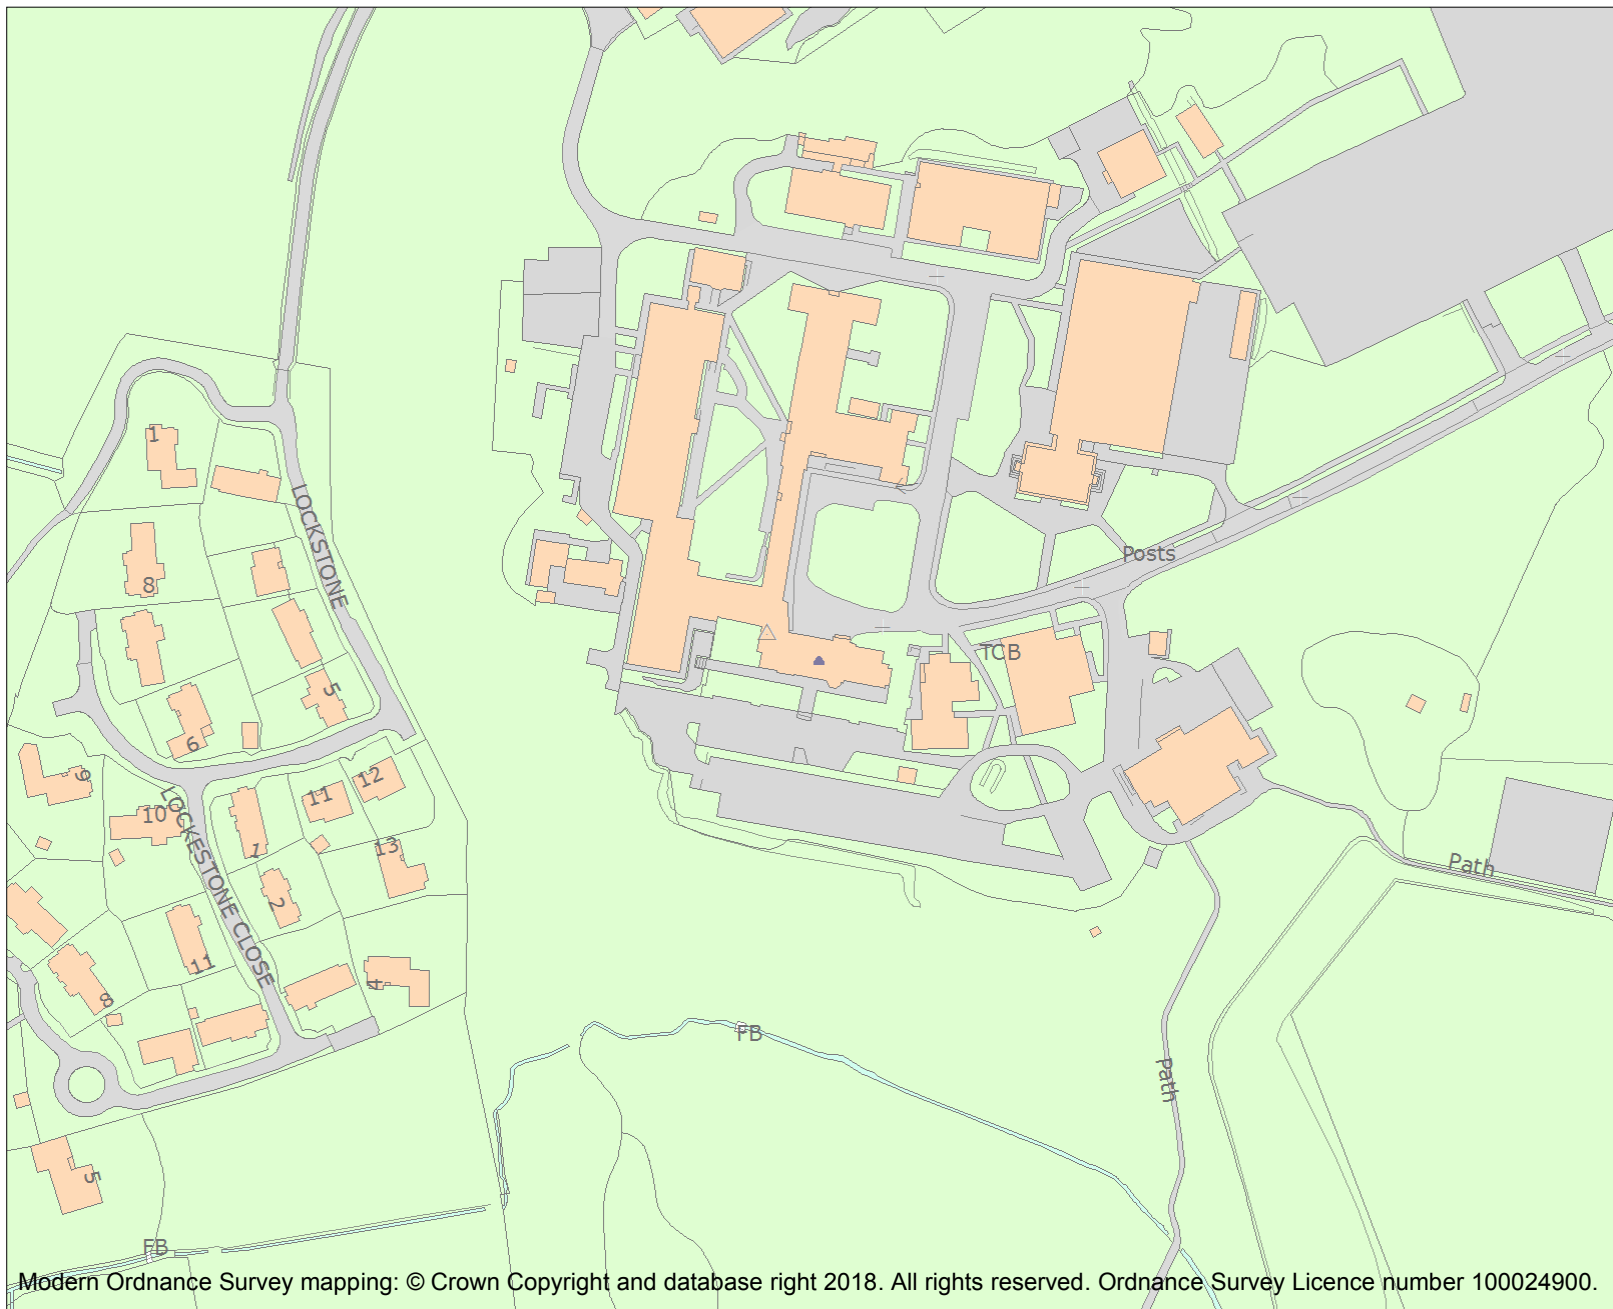 1
LOCKSTONE
8
Posts
TCB
5
6
9
12
11
10
LOCKESTONE CLOSE
1
13
Path
2
11
4
8
FB
Path
5
FB
Modern Ordnance Survey mapping: © Crown Copyright and database right 2018. All rights reserved. Ordnance Survey Licence number 100024900.